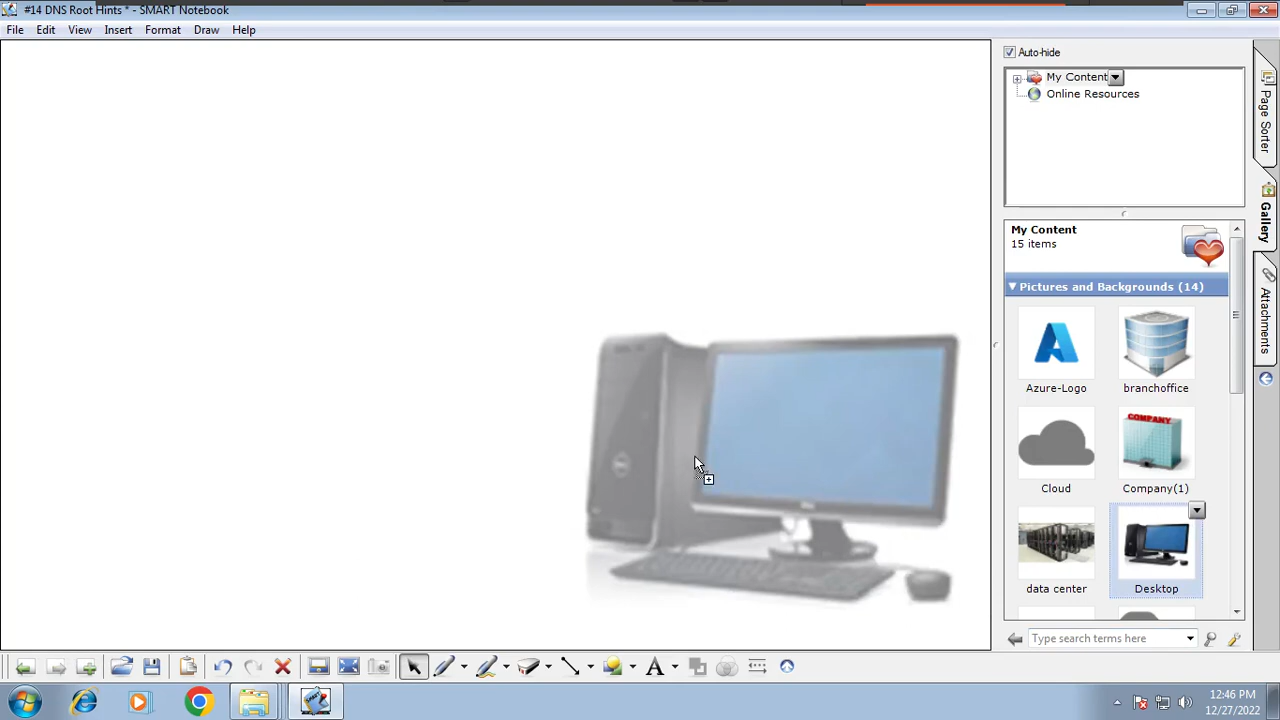 #14 DNS Root Hints * - SMART Notebook
File Edit View Insert Format Draw Help
Auto-hide
My Content
Online Resources
Page Sorter
Gallery
Attachments
My Content
15 items
Pictures and Backgrounds (14)
Azure-Logo
branchoffice
COMPANY
Cloud
Company(1)
data center
Desktop
Type search terms here
A
12:46 PM
12/27/2022